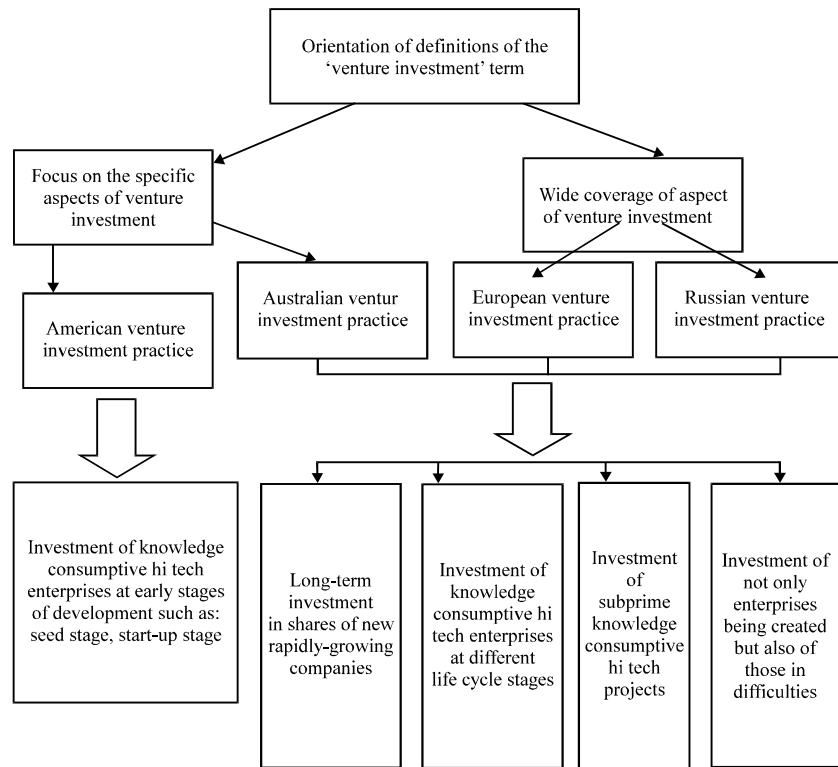 Orientation of definitions of the
‘venture investment’ term
Focus on the specific
aspects of venture
investment
Wide coverage of aspect
of venture investment
American venture
investment practice
Australian ventur
investment practice
European venture
investment practice
Russian venture
investment practice
Investment of knowledge
consumptive hi tech
enterprises at early stages
of development such as:
seed stage, start-up stage
Long-term
investment
in shares of new
rapidly-growing
companies
Investment of
knowledge
consumptive hi
tech enterprises
at different
life cycle stages
Investment
of
subprime
knowledge
consumptive
hi tech
projects
Investment of
not only
enterprises
being created
but also of
those in
difficulties